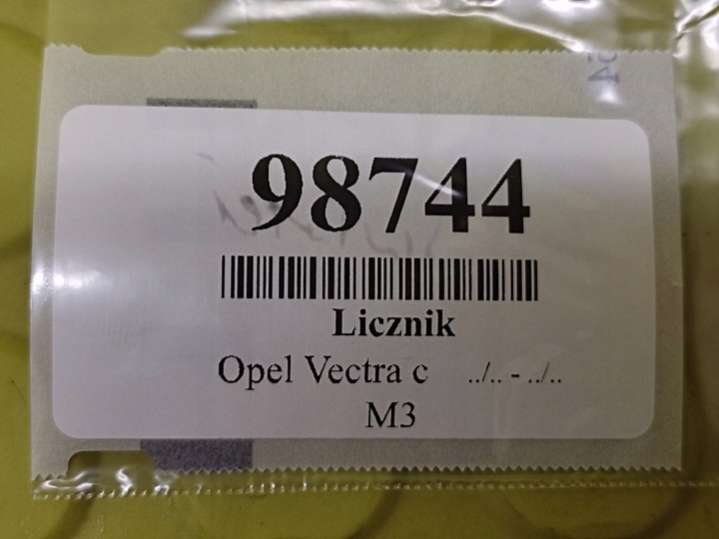 98744
Licznik
Opel Vectra c ../.. - ../..
M3